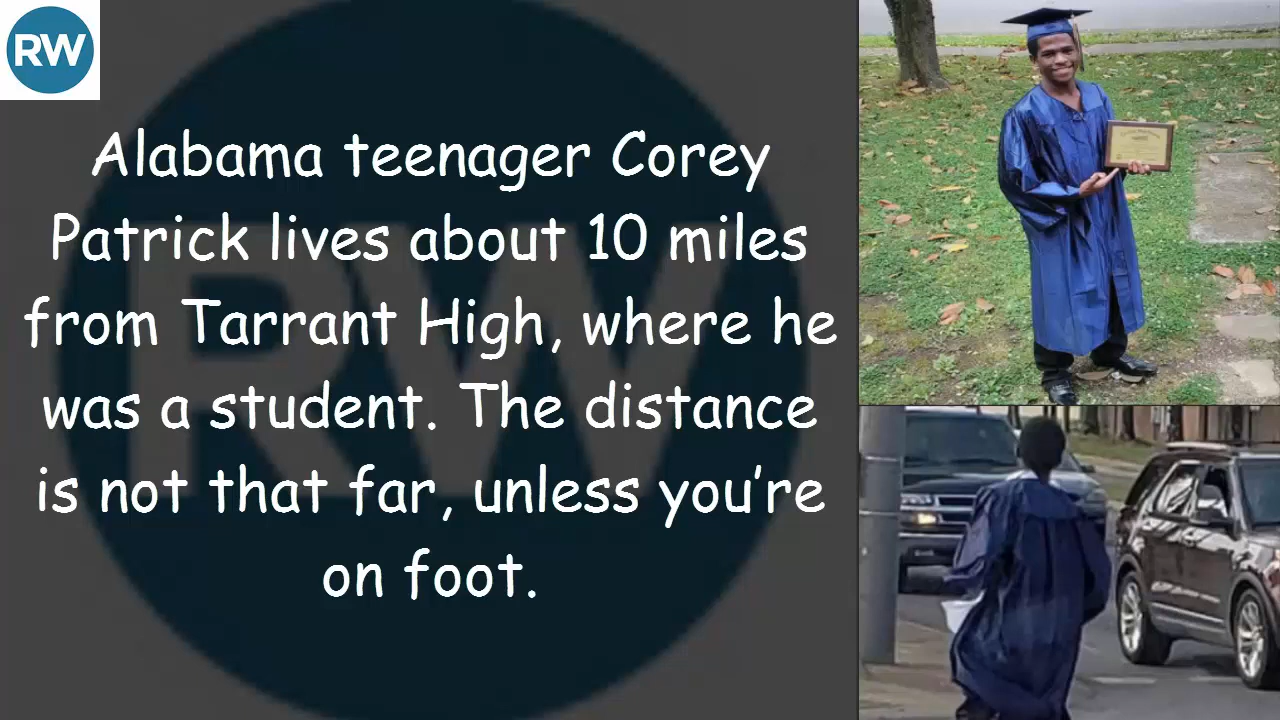 RW
Alabama teenager Corey
Patrick lives about 10 miles
from Tarrant High, where he
was a student. The distance
is not that far, unless you’re
on foot.
RW